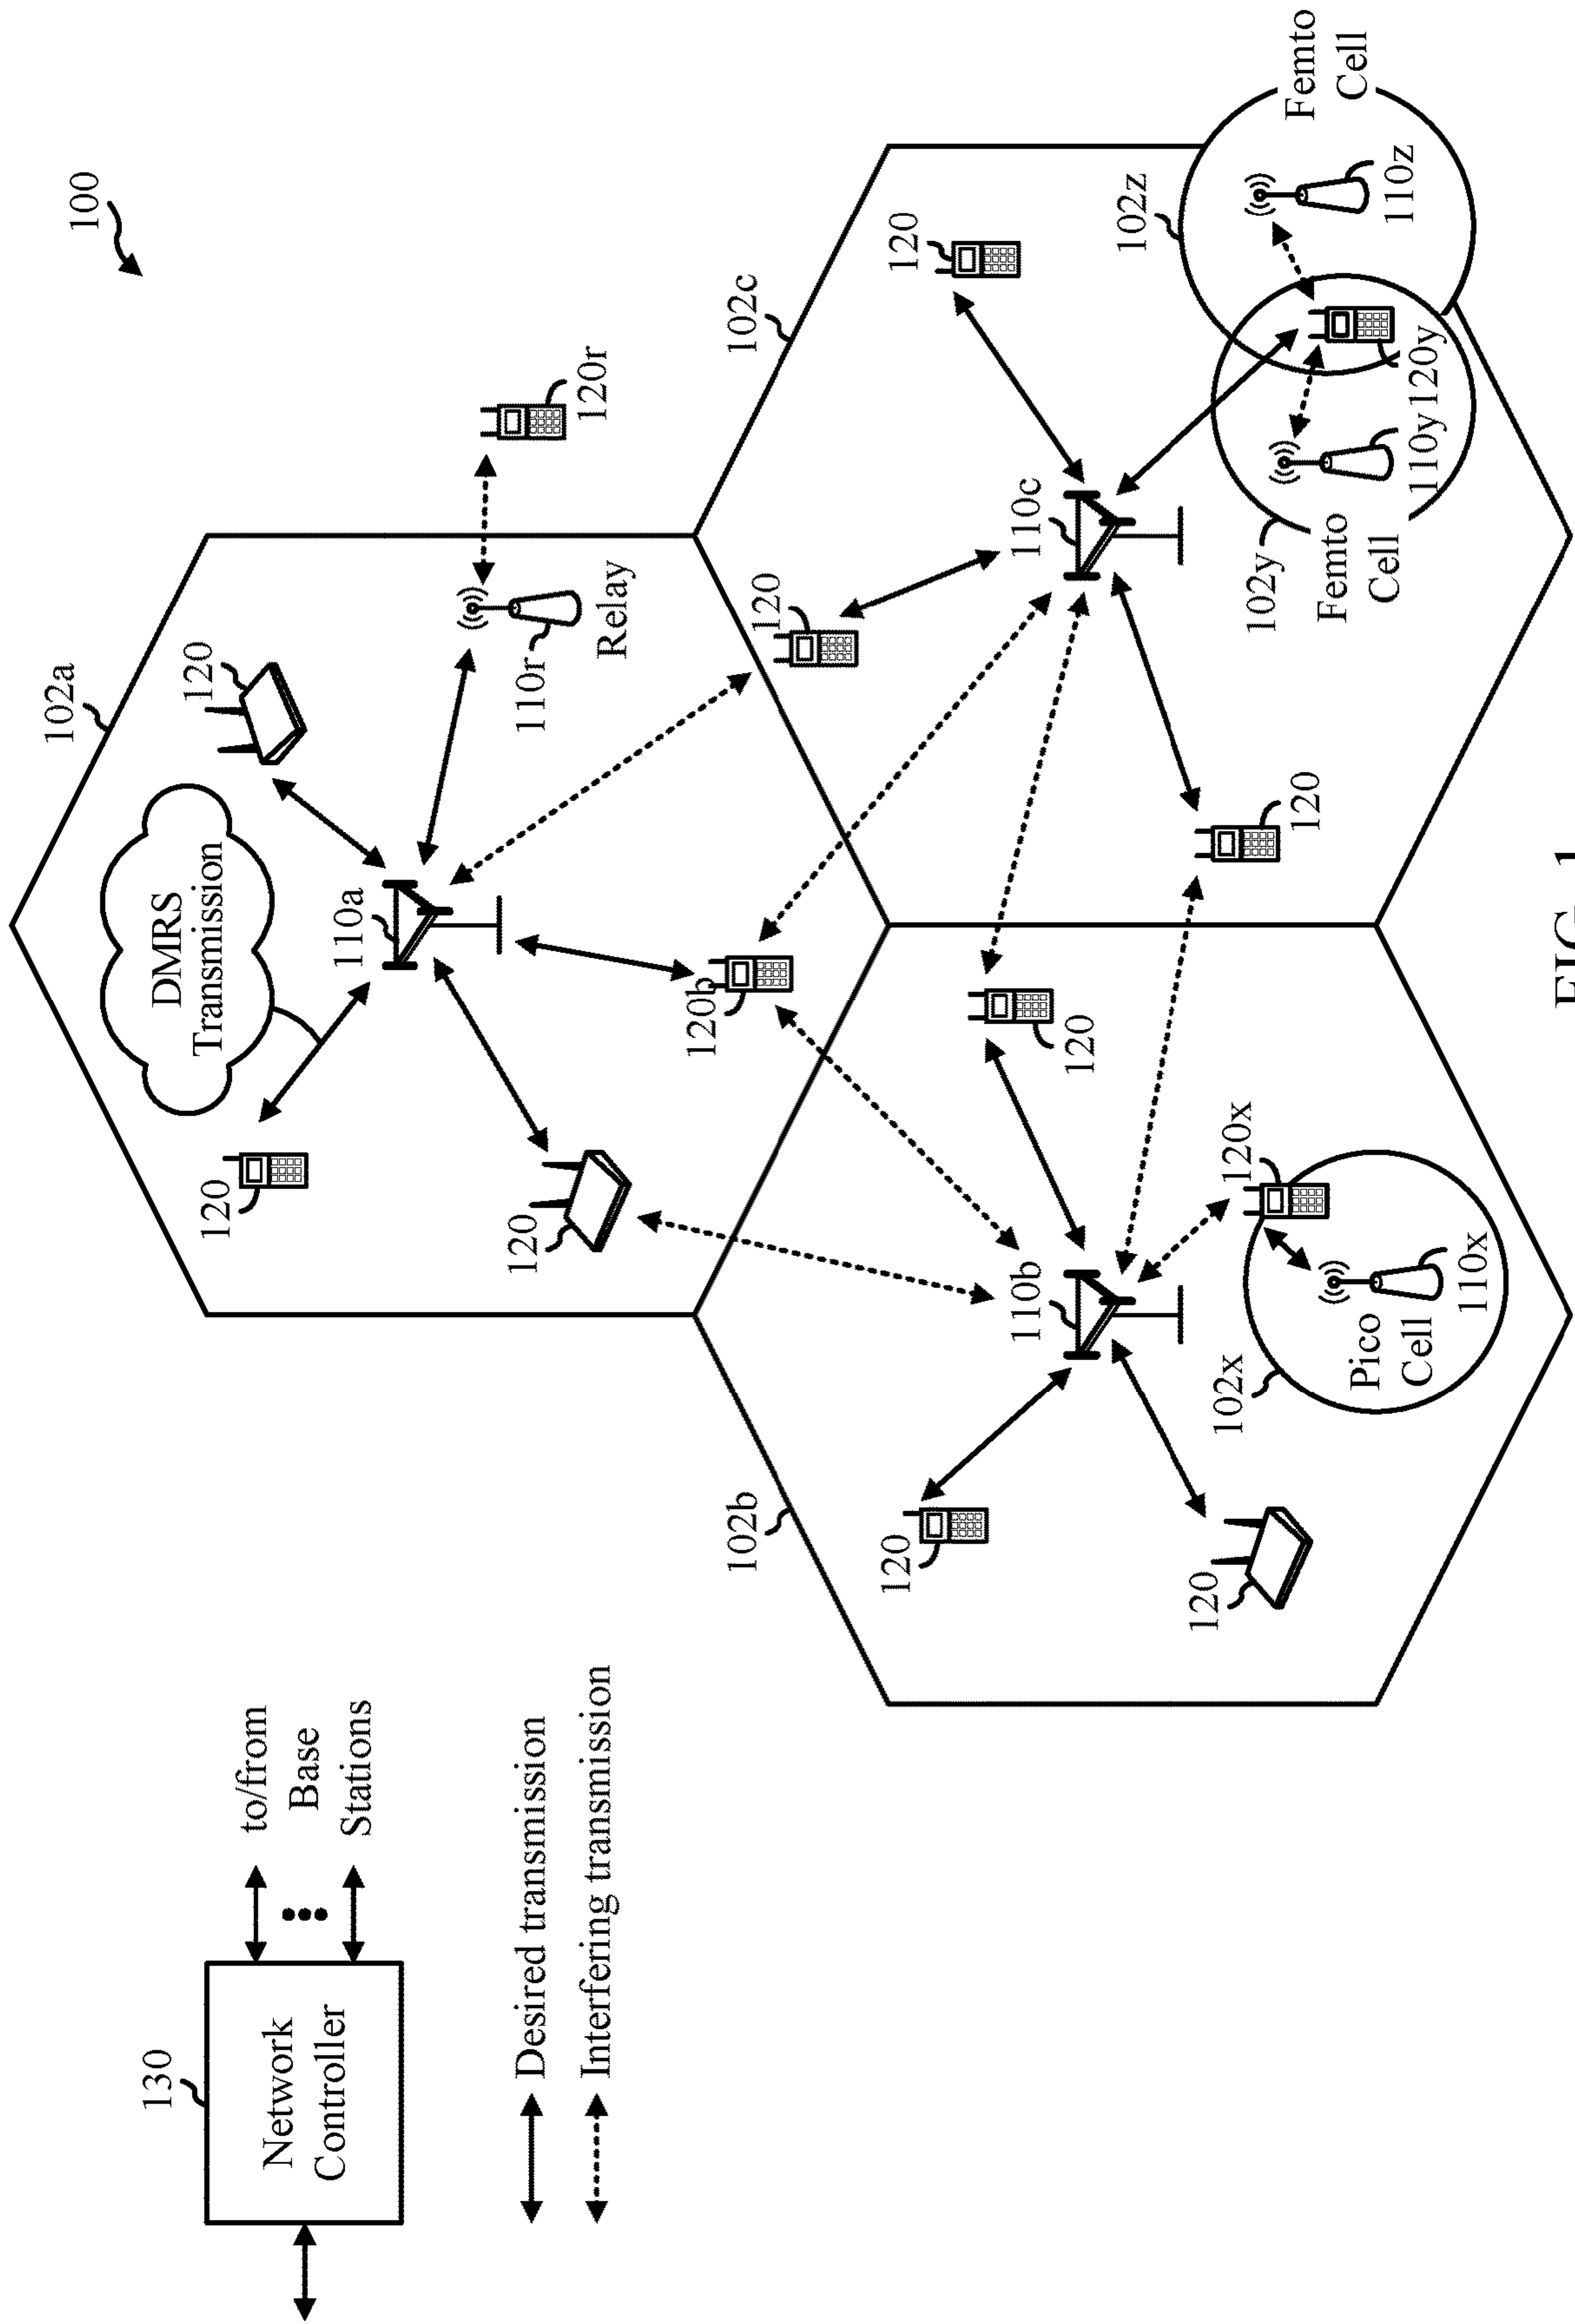 100
130
Network
Controller
to/from
Base
Stations
Desired transmission
Interfering transmission
102a
DMRS
Transmission
120
120
110a
120
110r
Relay
120r
120b
102b
120
110b
120
120
102x
Pico
Cell
110x
120x
102c
120
120
110c
120
102y
Femto
Cell
110y
120y
102z
110z
Femto
Cell
FIG. 1